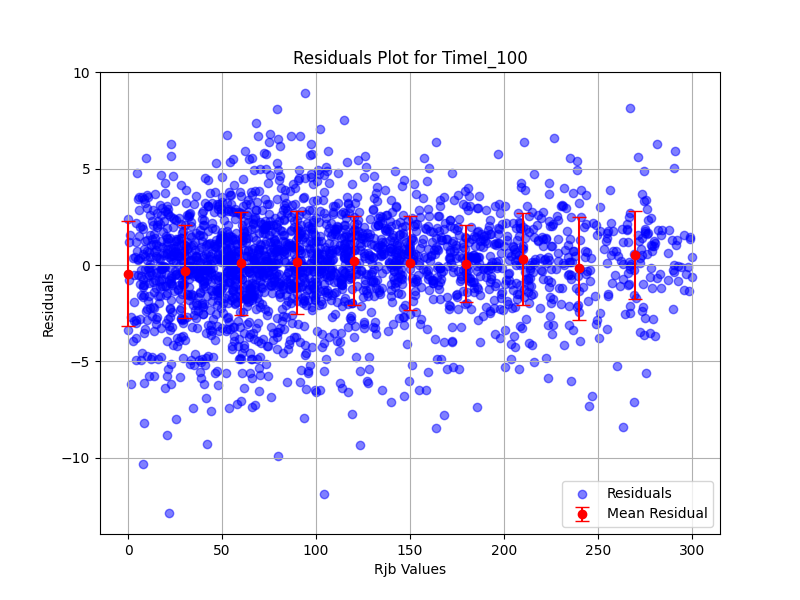 Residuals Plot for TimeI_100
10
5
0
−5
−10
Residuals
0
50
100
150
200
250
300
Rjb Values
Residuals
Mean Residual